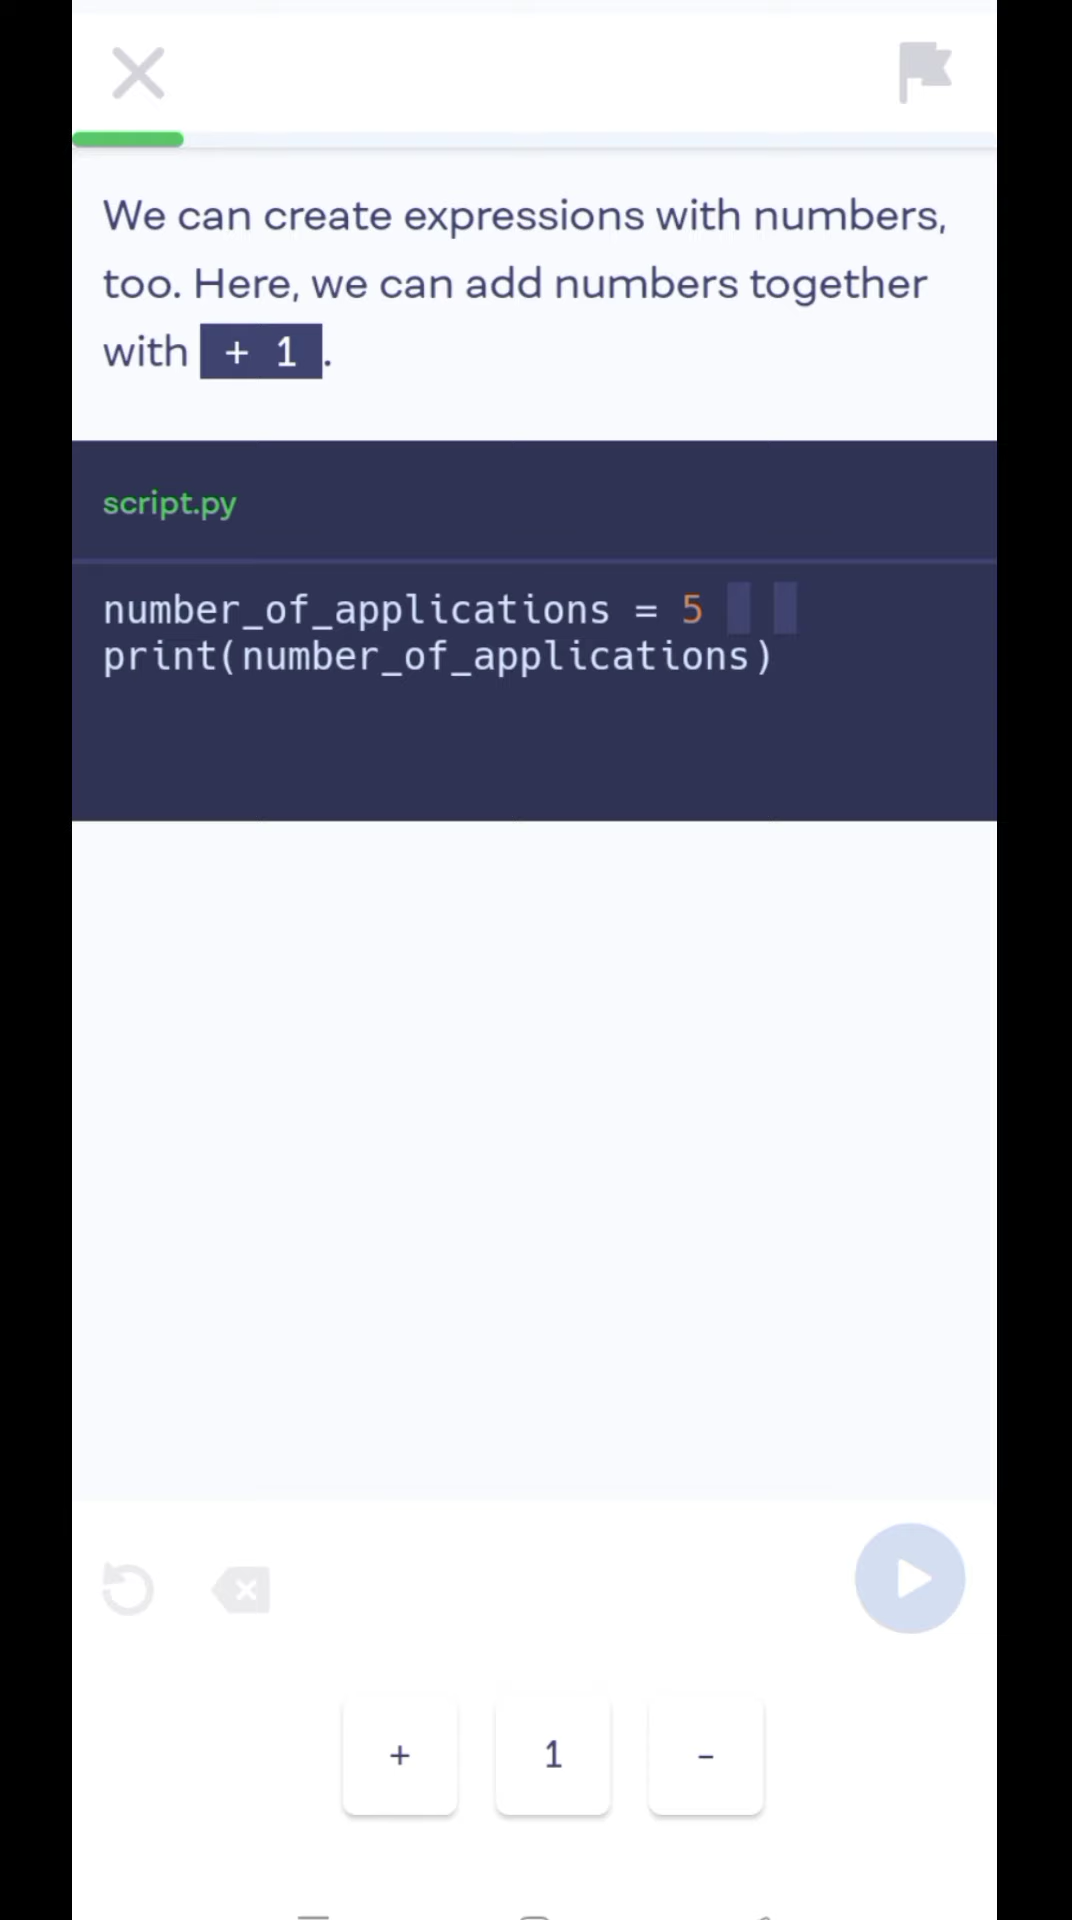 We can create expressions with numbers,
too. Here, we can add numbers together
with + 1 .
script.py
number_of_applications = 5
print(number_of_applications)
+ 1 -